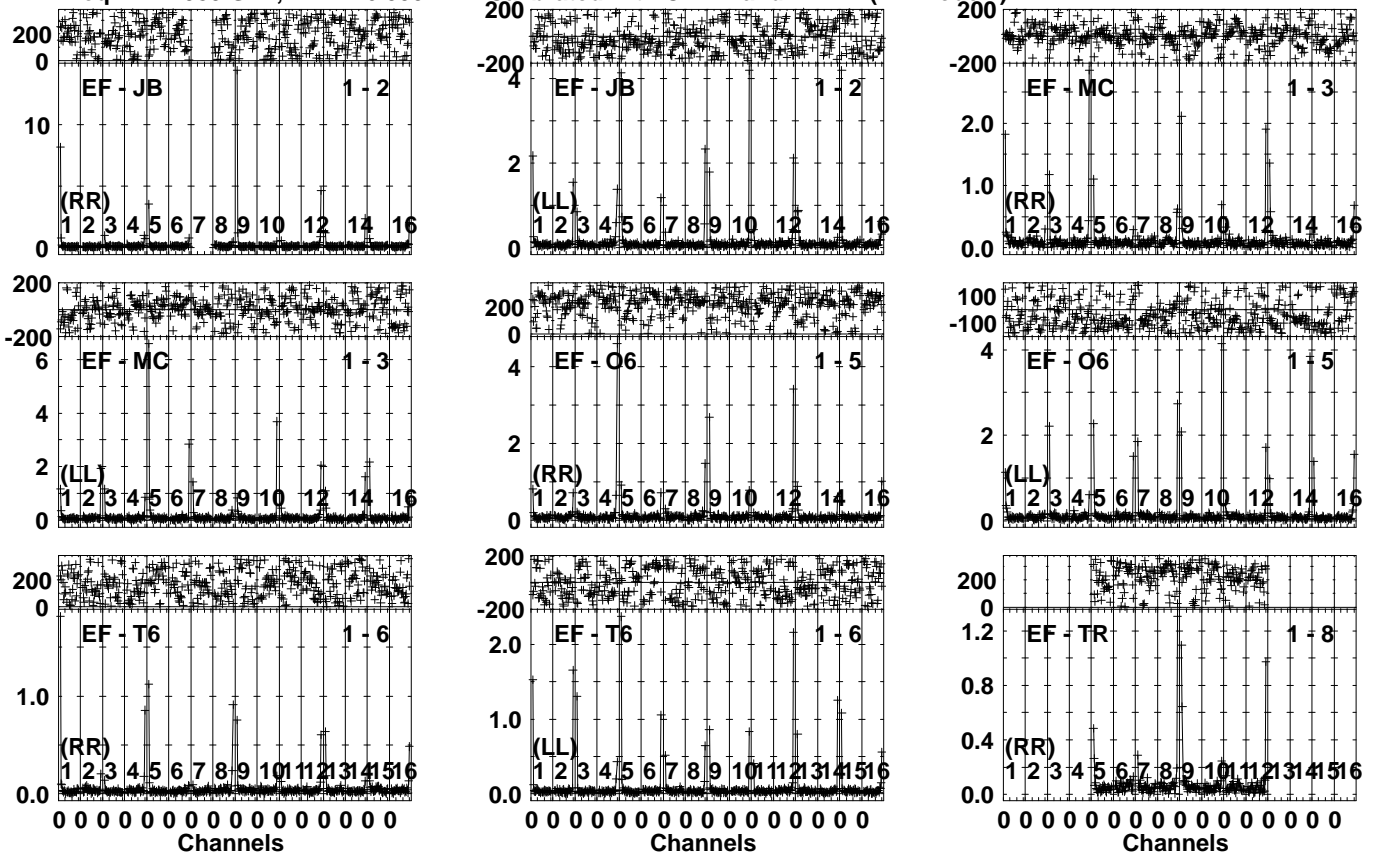 200
0
EF - JB 1 - 2
10
(RR)
1 2 3 4 5 6 7 8 9 10 12 14 16
0
200
-200
4
EF - JB 1 - 2
2
(LL)
1 2 3 4 5 6 7 8 9 10 12 14 16
0
200
-200
EF - MC 1 - 3
2.0
1.0
(RR)
1 2 3 4 5 6 7 8 9 10 12 14 16
0.0
200
-200
6
EF - MC 1 - 3
4
2
(LL)
1 2 3 4 5 6 7 8 9 10 12 14 16
0
200
0
EF - O6 1 - 5
4
2
(RR)
1 2 3 4 5 6 7 8 9 10 12 14 16
0
100
-100
4
EF - O6 1 - 5
2
(LL)
1 2 3 4 5 6 7 8 9 10 12 14 16
0
200
0
EF - T6 1 - 6
1.0
(RR)
1 2 3 4 5 6 7 8 9 10 11 12 13 14 15 16
0.0
0 0 0 0 0 0 0 0 0 0 0 0 0 0 0 0
Channels
200
-200
EF - T6 1 - 6
2.0
1.0
(LL)
1 2 3 4 5 6 7 8 9 10 11 12 13 14 15 16
0.0
0 0 0 0 0 0 0 0 0 0 0 0 0 0 0 0
Channels
200
0
EF - TR 1 - 8
1.2
0.8
0.4
(RR)
1 2 3 4 5 6 7 8 9 10 11 12 13 14 15 16
0.0
0 0 0 0 0 0 0 0 0 0 0 0 0 0 0 0
Channels